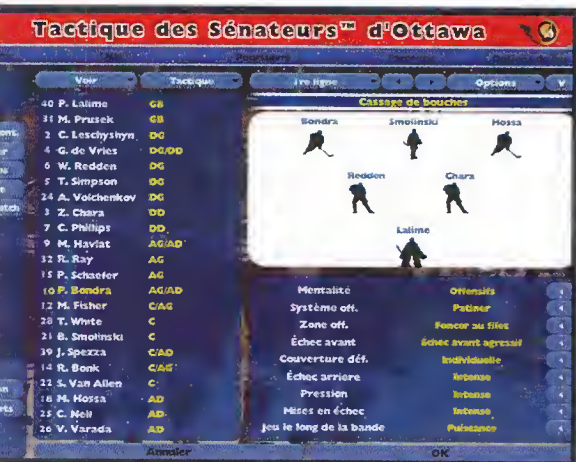 Tactique des Sénateurs™ d'Ottawa
Voir
Tactique
1re ligne
Options
40 P. Lalime GB
31 M. Prusek GB
2 C. Leschyshyn DG
4 G. de Vries DG/DD
6 W. Redden DG
5 T. Simpson DG
24 A. Volchenkov DG
3 Z. Chara DD
7 C. Phillips DD
9 M. Havlat AG/AD
32 R. Ray AG
15 P. Schaefer AG
10 P. Bondra AG/AD
12 M. Fisher C/AG
28 T. White C
21 B. Smolinski C
39 J. Spezza C/AD
14 R. Bonk C/AG
22 S. Van Allen C
18 M. Hossa AD
25 C. Neil AD
26 V. Varada AD
Cassage de bouches
Bondra Smolinski Hossa
Redden Chara
Lalime
Mentalité Offensifs
Système off. Patiner
Zone off. Foncer au filet
Échec avant Échec avant agressif
Couverture déf. Individuelle
Échec arriere Intense
Pression Intense
Mises en échec Intense
Jeu le long de la bande Puissance
Annuler
OK